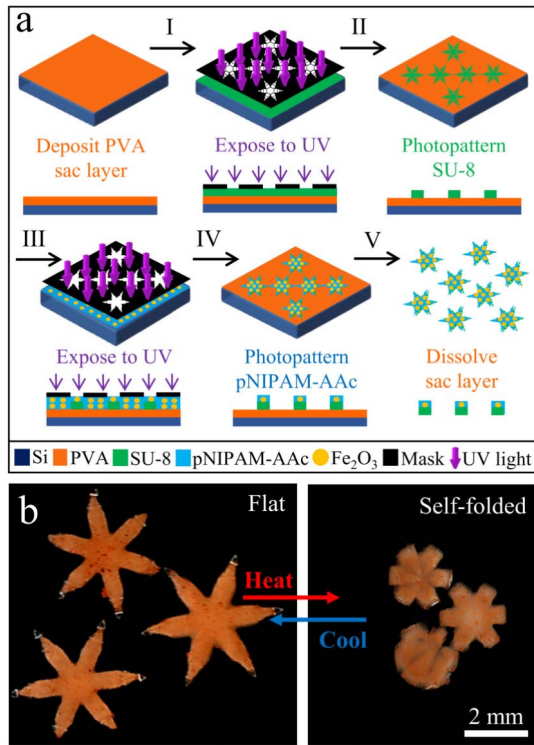 a
I
II
Deposit PVA
sac layer
Expose to UV
Photopattern
SU-8
III
IV
V
Expose to UV
Photopattern
pNIPAM-AAc
Dissolve
sac layer
Si PVA SU-8 pNIPAM-AAc Fe₂O₃ Mask UV light
b
Flat
Self-folded
Heat
Cool
2 mm